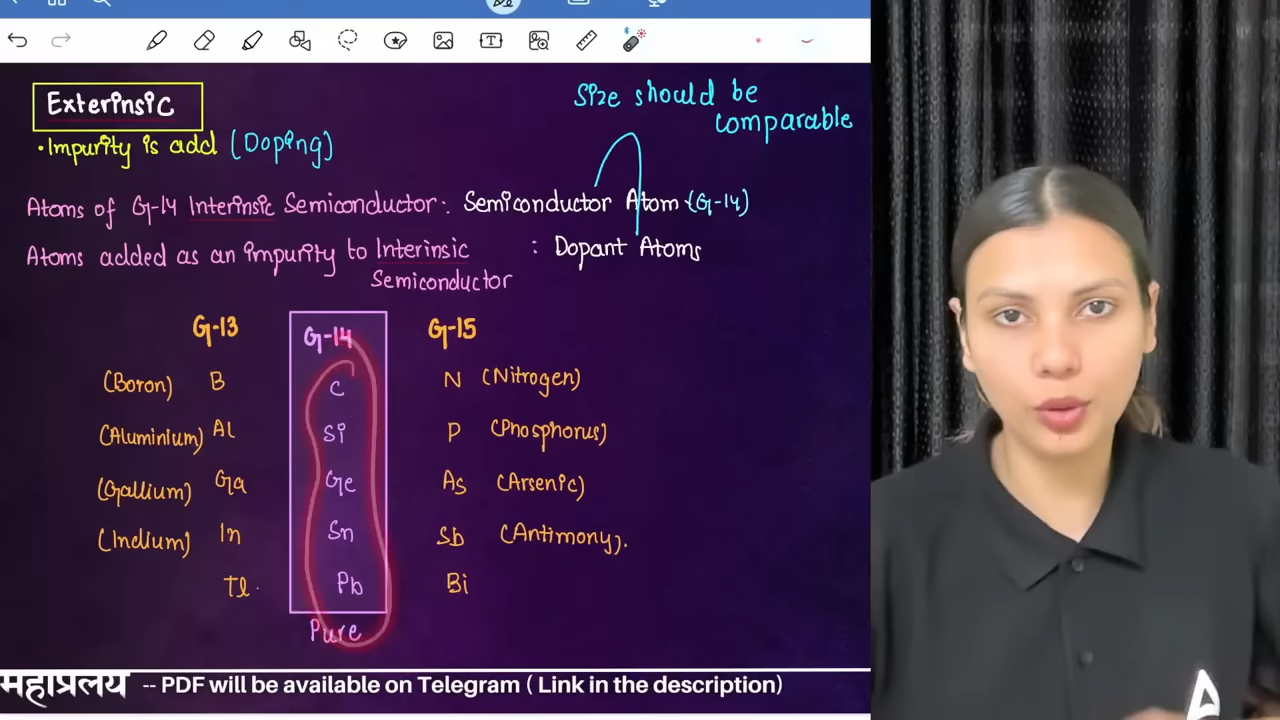 Exterinsic
•Impurity is add (Doping)
Size should be
comparable
Atoms of G-14 Interinsic Semiconductor: Semiconductor Atom (G-14)
Atoms added as an impurity to Interinsic : Dopant Atoms
Semiconductor
G-13 G-14 G-15
(Boron) B C N (Nitrogen)
(Aluminium) Al Si P (Phosphorus)
(Gallium) Ga Ge As (Arsenic)
(Indium) In Sn Sb (Antimony).
Tl. Pb Bi
Pure
महाप्रलय -- PDF will be available on Telegram ( Link in the description)